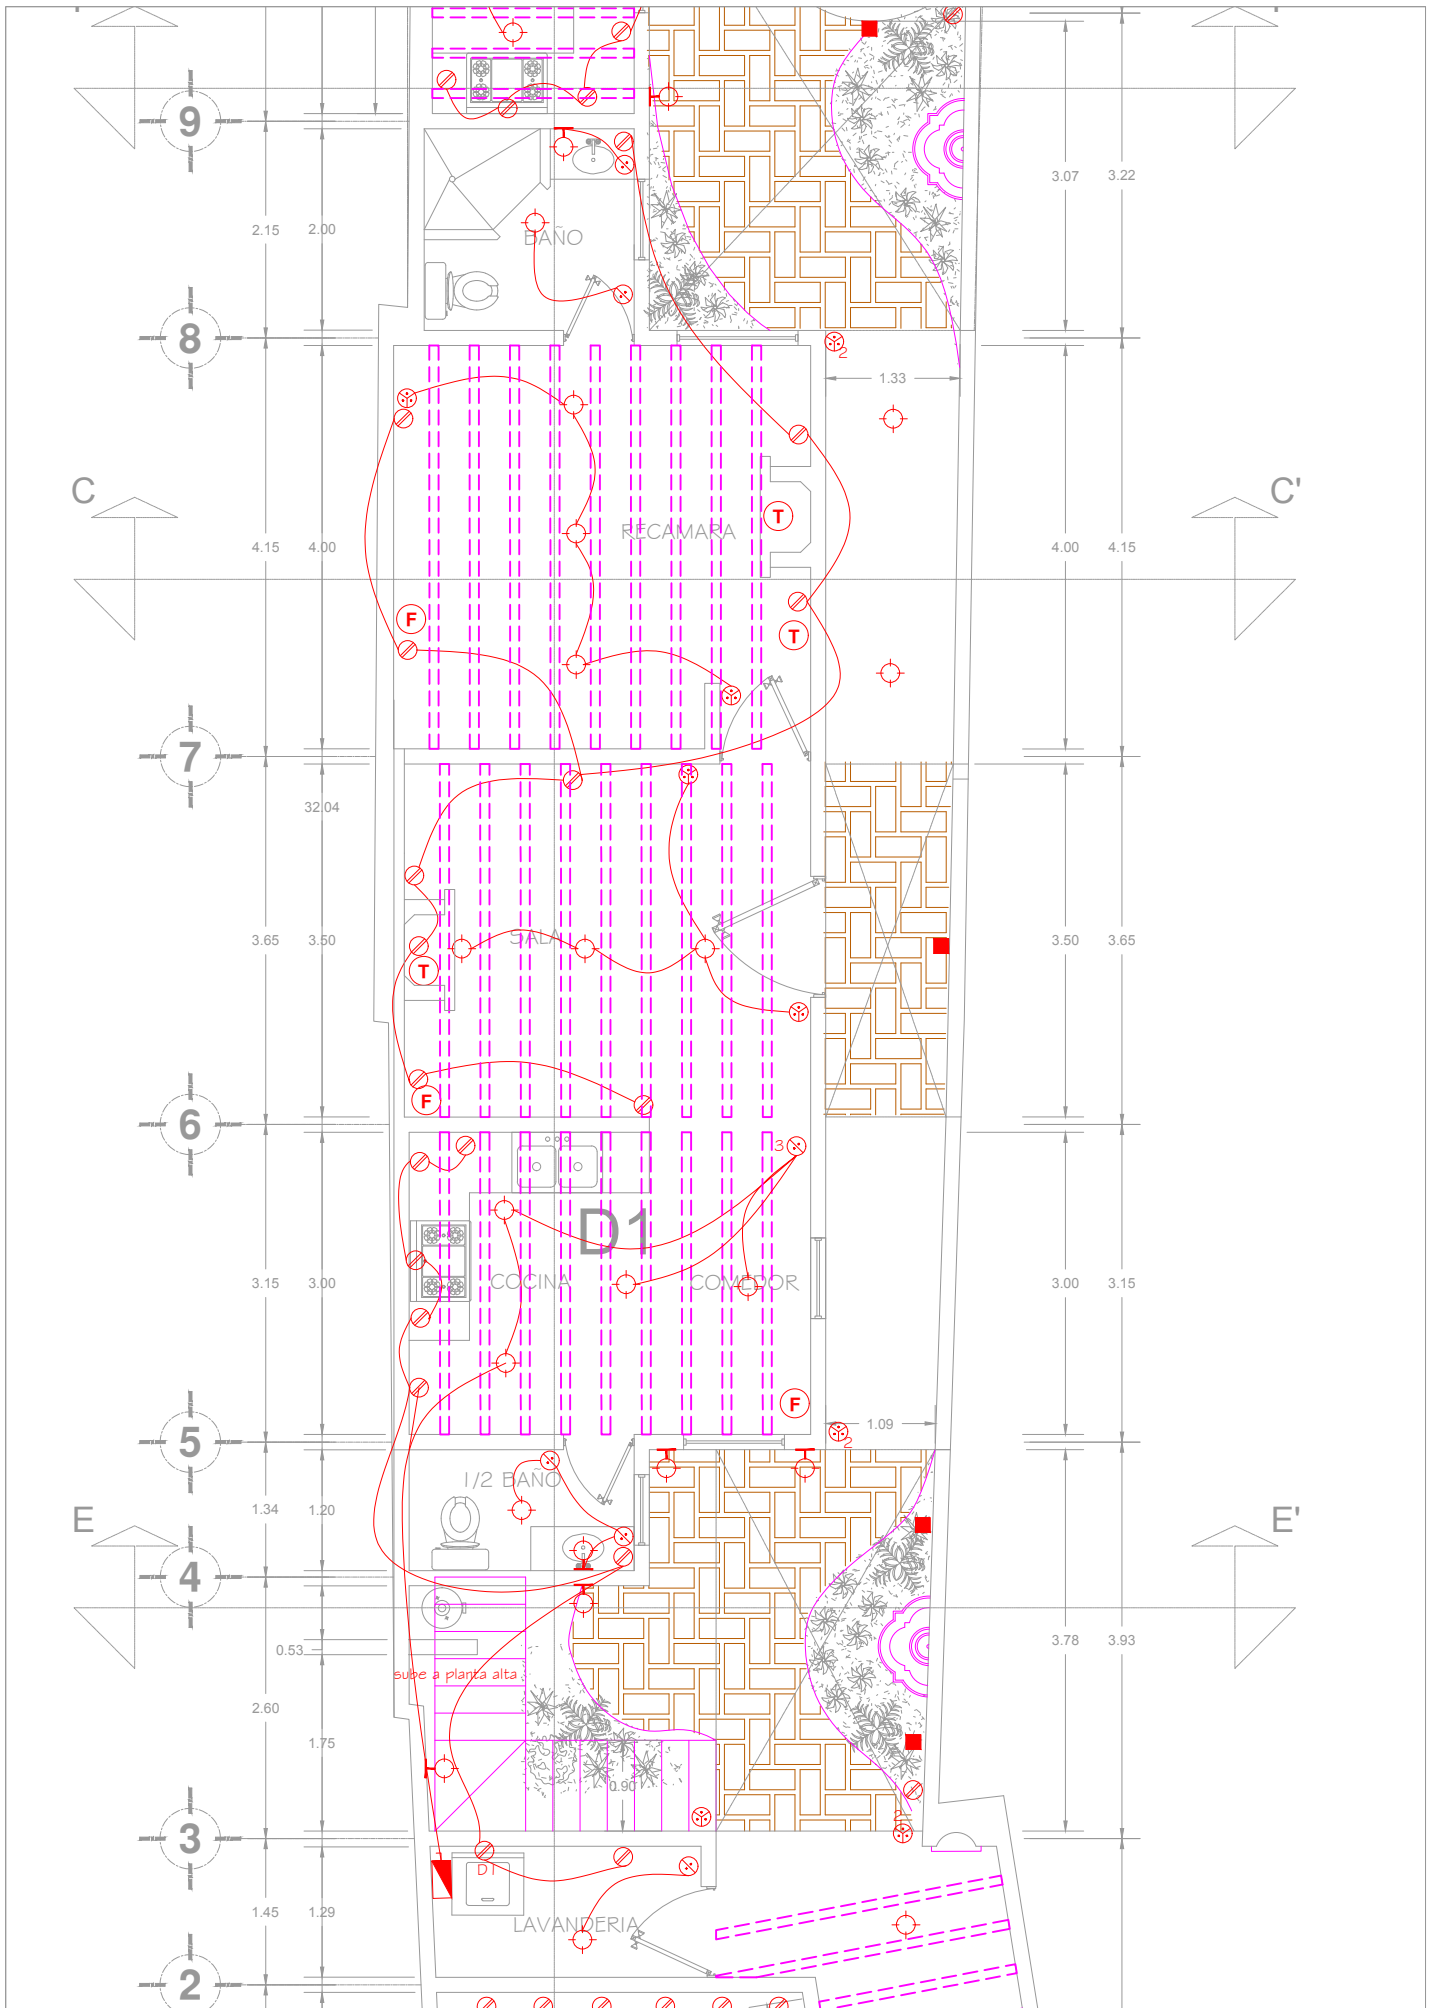 9
3.07
3.22
2.15
2.00
BAÑO
8
2
1.33
C
C'
T
RECAMARA
4.15
4.00
4.00
4.15
F
T
7
32.04
3.65
3.50
SALA
3.50
3.65
T
F
6
3
D1
3.15
3.00
COCINA
COMEDOR
3.00
3.15
F
1.09
2
5
1/2 BAÑO
1.34
1.20
E
E'
4
0.53
3.78
3.93
sube a planta alta
2.60
1.75
0.90
2
3
D1
1.45
1.29
LAVANDERIA
2